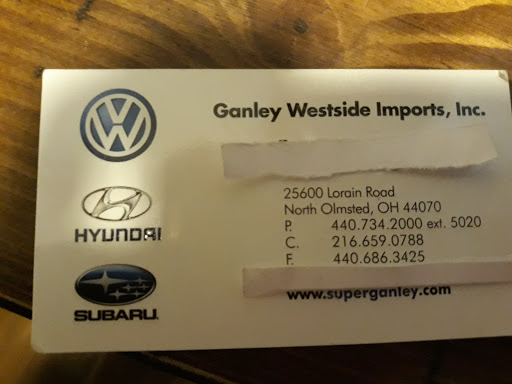 Ganley Westside Imports, Inc.
HYUNDAI
SUBARU
25600 Lorain Road
North Olmsted, OH 44070
P. 440.734.2000 ext. 5020
C. 216.659.0788
F. 440.686.3425
www.superganley.com